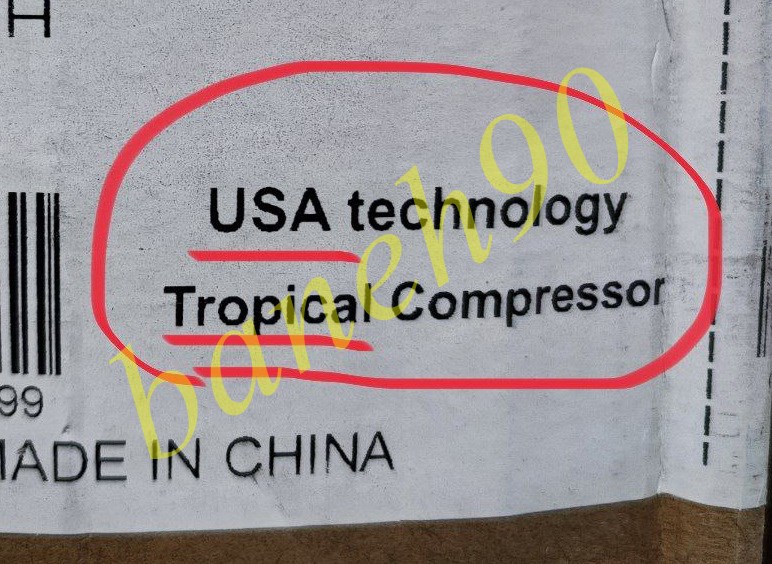 H
USA technology
Tropical Compressor
99
MADE IN CHINA
baneh90